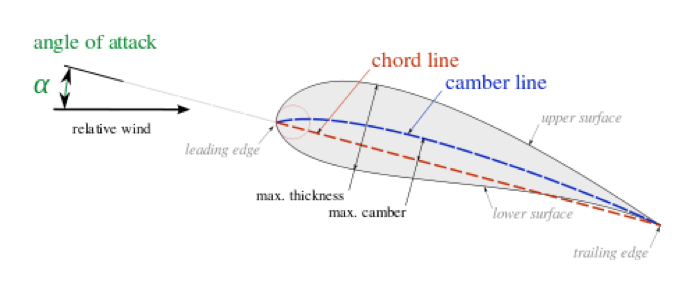 angle of attack
α
relative wind
chord line
camber line
upper surface
leading edge
max. thickness
max. camber
lower surface
trailing edge